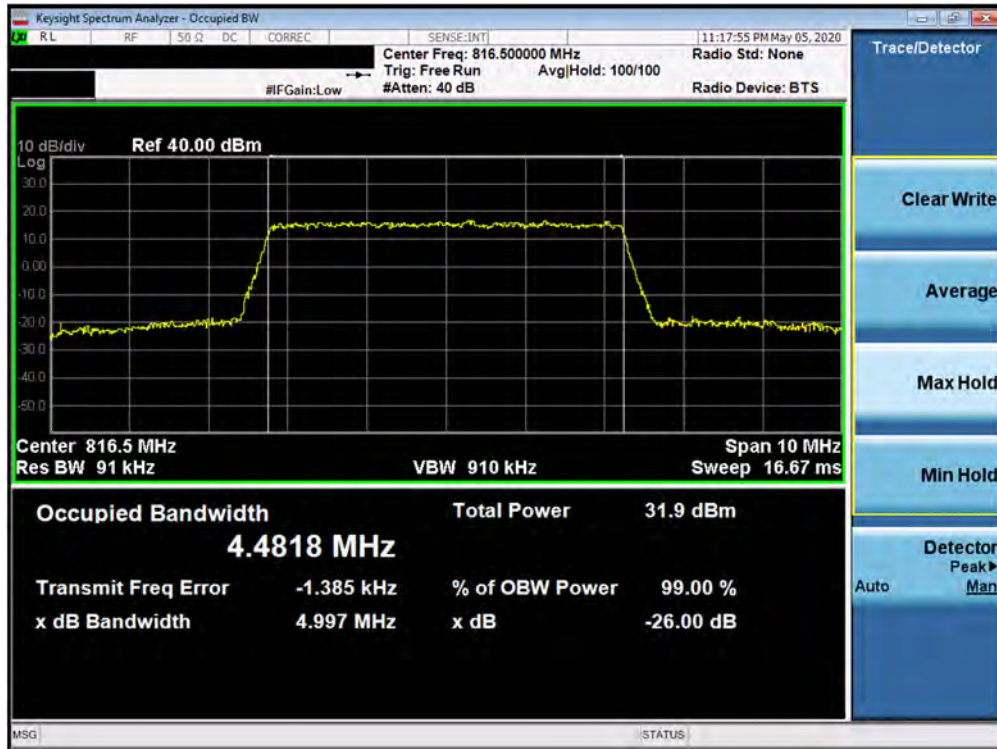 Keysight Spectrum Analyzer - Occupied BW
LXI RL RF 50 Ω DC CORREC SENSE:INT 11:17:55 PM May 05, 2020
Center Freq: 816.500000 MHz Radio Std: None
Trig: Free Run Avg|Hold: 100/100
#IFGain:Low #Atten: 40 dB Radio Device: BTS
Trace/Detector
10 dB/div Ref 40.00 dBm
Log
30.0
20.0
10.0
0.00
-10.0
-20.0
-30.0
-40.0
-50.0
Center 816.5 MHz Span 10 MHz
Res BW 91 kHz VBW 910 kHz Sweep 16.67 ms
Occupied Bandwidth Total Power 31.9 dBm
4.4818 MHz
Transmit Freq Error -1.385 kHz % of OBW Power 99.00 %
x dB Bandwidth 4.997 MHz x dB -26.00 dB
Clear Write
Average
Max Hold
Min Hold
Detector
Peak▶
Auto Man
MSG STATUS